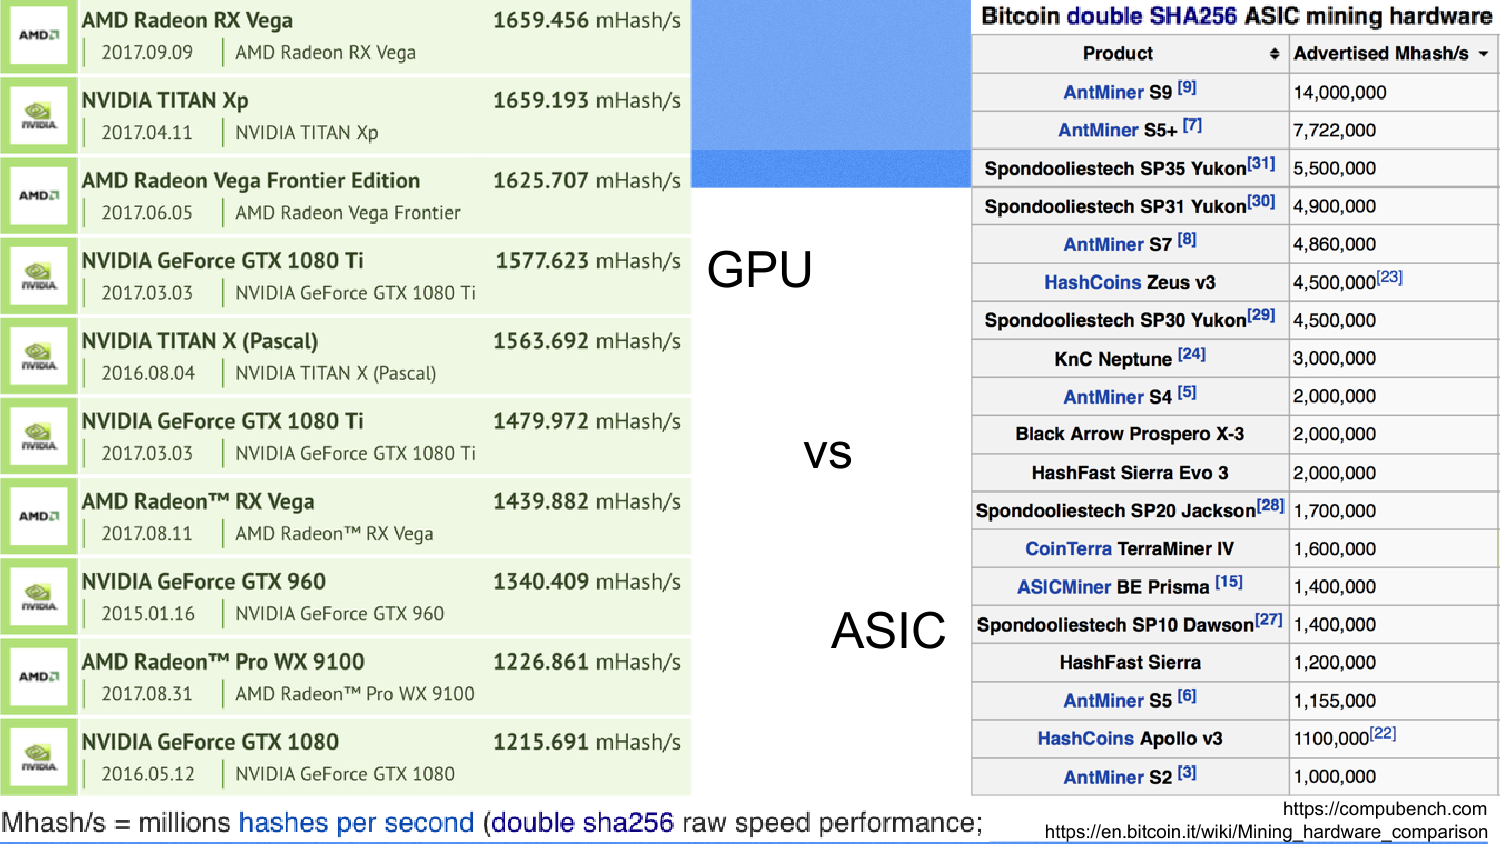 AMD
AMD Radeon RX Vega 1659.456 mHash/s
2017.09.09 AMD Radeon RX Vega
NVIDIA.
NVIDIA TITAN Xp 1659.193 mHash/s
2017.04.11 NVIDIA TITAN Xp
AMD
AMD Radeon Vega Frontier Edition 1625.707 mHash/s
2017.06.05 AMD Radeon Vega Frontier
NVIDIA.
NVIDIA GeForce GTX 1080 Ti 1577.623 mHash/s
2017.03.03 NVIDIA GeForce GTX 1080 Ti
NVIDIA.
NVIDIA TITAN X (Pascal) 1563.692 mHash/s
2016.08.04 NVIDIA TITAN X (Pascal)
NVIDIA.
NVIDIA GeForce GTX 1080 Ti 1479.972 mHash/s
2017.03.03 NVIDIA GeForce GTX 1080 Ti
AMD
AMD Radeon™ RX Vega 1439.882 mHash/s
2017.08.11 AMD Radeon™ RX Vega
NVIDIA.
NVIDIA GeForce GTX 960 1340.409 mHash/s
2015.01.16 NVIDIA GeForce GTX 960
AMD
AMD Radeon™ Pro WX 9100 1226.861 mHash/s
2017.08.31 AMD Radeon™ Pro WX 9100
NVIDIA.
NVIDIA GeForce GTX 1080 1215.691 mHash/s
2016.05.12 NVIDIA GeForce GTX 1080
GPU
vs
ASIC
Bitcoin double SHA256 ASIC mining hardware
Product Advertised Mhash/s
AntMiner S9 [9] 14,000,000
AntMiner S5+ [7] 7,722,000
Spondooliestech SP35 Yukon[31] 5,500,000
Spondooliestech SP31 Yukon[30] 4,900,000
AntMiner S7 [8] 4,860,000
HashCoins Zeus v3 4,500,000[23]
Spondooliestech SP30 Yukon[29] 4,500,000
KnC Neptune [24] 3,000,000
AntMiner S4 [5] 2,000,000
Black Arrow Prospero X-3 2,000,000
HashFast Sierra Evo 3 2,000,000
Spondooliestech SP20 Jackson[28] 1,700,000
CoinTerra TerraMiner IV 1,600,000
ASICMiner BE Prisma [15] 1,400,000
Spondooliestech SP10 Dawson[27] 1,400,000
HashFast Sierra 1,200,000
AntMiner S5 [6] 1,155,000
HashCoins Apollo v3 1100,000[22]
AntMiner S2 [3] 1,000,000
Mhash/s = millions hashes per second (double sha256 raw speed performance;
https://compubench.com
https://en.bitcoin.it/wiki/Mining_hardware_comparison